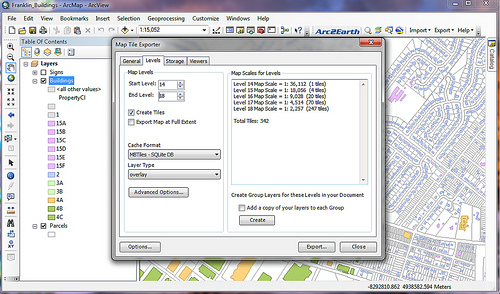 Franklin_Buildings - ArcMap - ArcView
File Edit View Bookmarks Insert Selection Geoprocessing Customize Windows Help
1:15,052
Arc2Earth
Import Export Help
Table Of Contents
Layers
Signs
Buildings
<all other values>
PropertyCl
1
15A
15B
15C
15D
15E
15F
2
3A
3B
4A
4B
4C
Parcels
Map Tile Exporter
General Levels Storage Viewers
Map Levels
Start Level: 14
End Level: 18
Create Tiles
Export Map at Full Extent
Cache Format
MBTiles - SQLite DB
Layer Type
overlay
Advanced Options...
Map Scales for Levels
Level 14 Map Scale = 1: 36,112 (1 tiles)
Level 15 Map Scale = 1: 18,056 (4 tiles)
Level 16 Map Scale = 1: 9,028 (20 tiles)
Level 17 Map Scale = 1: 4,514 (70 tiles)
Level 18 Map Scale = 1: 2,257 (247 tiles)
Total Tiles: 342
Create Group Layers for these Levels in your Document
Add a copy of your layers to each Group
Create
Options...
Export...
Close
Catalog
-8292810.862 4938582.594 Meters